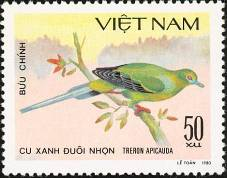 VIỆT NAM
BƯU CHÍNH
50
XU
CU XANH ĐUÔI NHỌN TRERON APICAUDA
LÊ TOÀN 1980